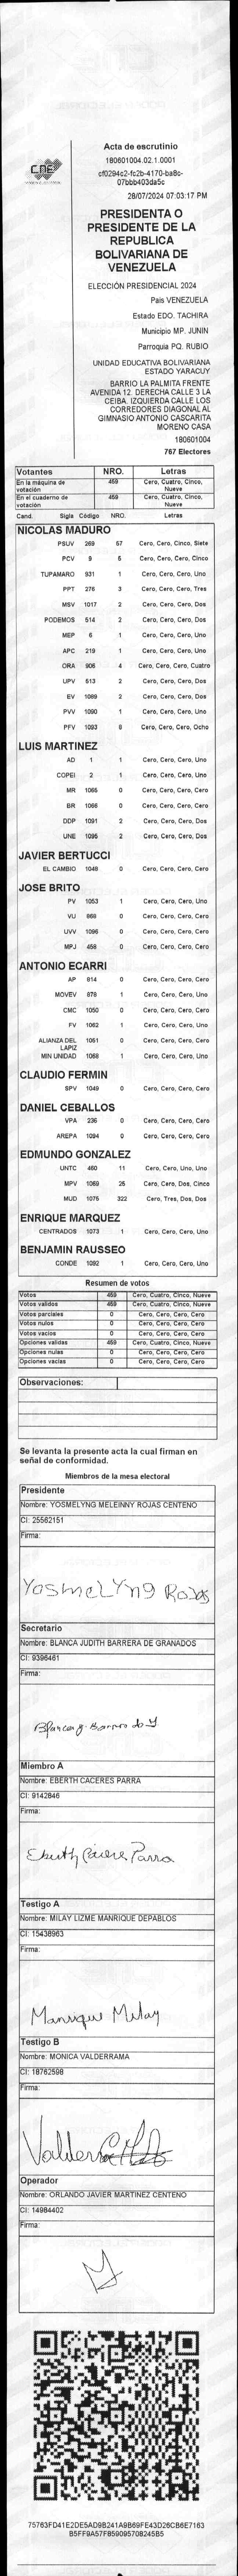 CNE
Acta de escrutinio
180601004.02.1.0001
cf0294c2-fc2b-4170-ba8c-
07bbb403da5c
28/07/2024 07:03:17 PM
PRESIDENTA O
PRESIDENTE DE LA
REPUBLICA
BOLIVARIANA DE
VENEZUELA
ELECCIÓN PRESIDENCIAL 2024
Pais VENEZUELA
Estado EDO. TACHIRA
Municipio MP. JUNIN
Parroquia PQ. RUBIO
UNIDAD EDUCATIVA BOLIVARIANA
ESTADO YARACUY
BARRIO LA PALMITA FRENTE
AVENIDA 12. DERECHA CALLE 3 LA
CEIBA. IZQUIERDA CALLE LOS
CORREDORES DIAGONAL AL
GIMNASIO ANTONIO CASCARITA
MORENO CASA
180601004
767 Electores
Votantes NRO. Letras
En la máquina de votación 459 Cero, Cuatro, Cinco, Nueve
En el cuaderno de votación 459 Cero, Cuatro, Cinco, Nueve
Cand. Sigla Código NRO. Letras
NICOLAS MADURO
PSUV 269 57 Cero, Cero, Cinco, Siete
PCV 9 5 Cero, Cero, Cero, Cinco
TUPAMARO 931 1 Cero, Cero, Cero, Uno
PPT 276 3 Cero, Cero, Cero, Tres
MSV 1017 2 Cero, Cero, Cero, Dos
PODEMOS 514 2 Cero, Cero, Cero, Dos
MEP 6 1 Cero, Cero, Cero, Uno
APC 219 1 Cero, Cero, Cero, Uno
ORA 906 4 Cero, Cero, Cero, Cuatro
UPV 613 2 Cero, Cero, Cero, Dos
EV 1089 2 Cero, Cero, Cero, Dos
PVV 1090 1 Cero, Cero, Cero, Uno
PFV 1093 8 Cero, Cero, Cero, Ocho
LUIS MARTINEZ
AD 1 1 Cero, Cero, Cero, Uno
COPEI 2 1 Cero, Cero, Cero, Uno
MR 1065 0 Cero, Cero, Cero, Cero
BR 1066 0 Cero, Cero, Cero, Cero
DDP 1091 2 Cero, Cero, Cero, Dos
UNE 1095 2 Cero, Cero, Cero, Dos
JAVIER BERTUCCI
EL CAMBIO 1048 0 Cero, Cero, Cero, Cero
JOSE BRITO
PV 1053 1 Cero, Cero, Cero, Uno
VU 868 0 Cero, Cero, Cero, Cero
UVV 1096 0 Cero, Cero, Cero, Cero
MPJ 458 0 Cero, Cero, Cero, Cero
ANTONIO ECARRI
AP 814 0 Cero, Cero, Cero, Cero
MOVEV 878 1 Cero, Cero, Cero, Uno
CMC 1050 0 Cero, Cero, Cero, Cero
FV 1062 1 Cero, Cero, Cero, Uno
ALIANZA DEL LAPIZ 1051 0 Cero, Cero, Cero, Cero
MIN UNIDAD 1068 1 Cero, Cero, Cero, Uno
CLAUDIO FERMIN
SPV 1049 0 Cero, Cero, Cero, Cero
DANIEL CEBALLOS
VPA 236 0 Cero, Cero, Cero, Cero
AREPA 1094 0 Cero, Cero, Cero, Cero
EDMUNDO GONZALEZ
UNTC 460 11 Cero, Cero, Uno, Uno
MPV 1069 25 Cero, Cero, Dos, Cinco
MUD 1075 322 Cero, Tres, Dos, Dos
ENRIQUE MARQUEZ
CENTRADOS 1073 1 Cero, Cero, Cero, Uno
BENJAMIN RAUSSEO
CONDE 1092 1 Cero, Cero, Cero, Uno
Resumen de votos
Votos 459 Cero, Cuatro, Cinco, Nueve
Votos validos 459 Cero, Cuatro, Cinco, Nueve
Votos parciales 0 Cero, Cero, Cero, Cero
Votos nulos 0 Cero, Cero, Cero, Cero
Votos vacios 0 Cero, Cero, Cero, Cero
Opciones validas 459 Cero, Cuatro, Cinco, Nueve
Opciones nulas 0 Cero, Cero, Cero, Cero
Opciones vacias 0 Cero, Cero, Cero, Cero
Observaciones:
Se levanta la presente acta la cual firman en
señal de conformidad.
Miembros de la mesa electoral
Presidente
Nombre: YOSMELYNG MELEINNY ROJAS CENTENO
CI: 25562151
Firma:
Yosmelyng Rojas
Secretario
Nombre: BLANCA JUDITH BARRERA DE GRANADOS
CI: 9396461
Firma:
Miembro A
Nombre: EBERTH CACERES PARRA
CI: 9142846
Firma:
Eberth Cacere Parra
Testigo A
Nombre: MILAY LIZME MANRIQUE DEPABLOS
CI: 15438963
Firma:
Manrique Milay
Testigo B
Nombre: MONICA VALDERRAMA
CI: 18762598
Firma:
Operador
Nombre: ORLANDO JAVIER MARTINEZ CENTENO
CI: 14984402
Firma:
75763FD41E2DE5AD9B241A9B69FE43D26CB6E7163
B5FF9A57F85909570B245B5